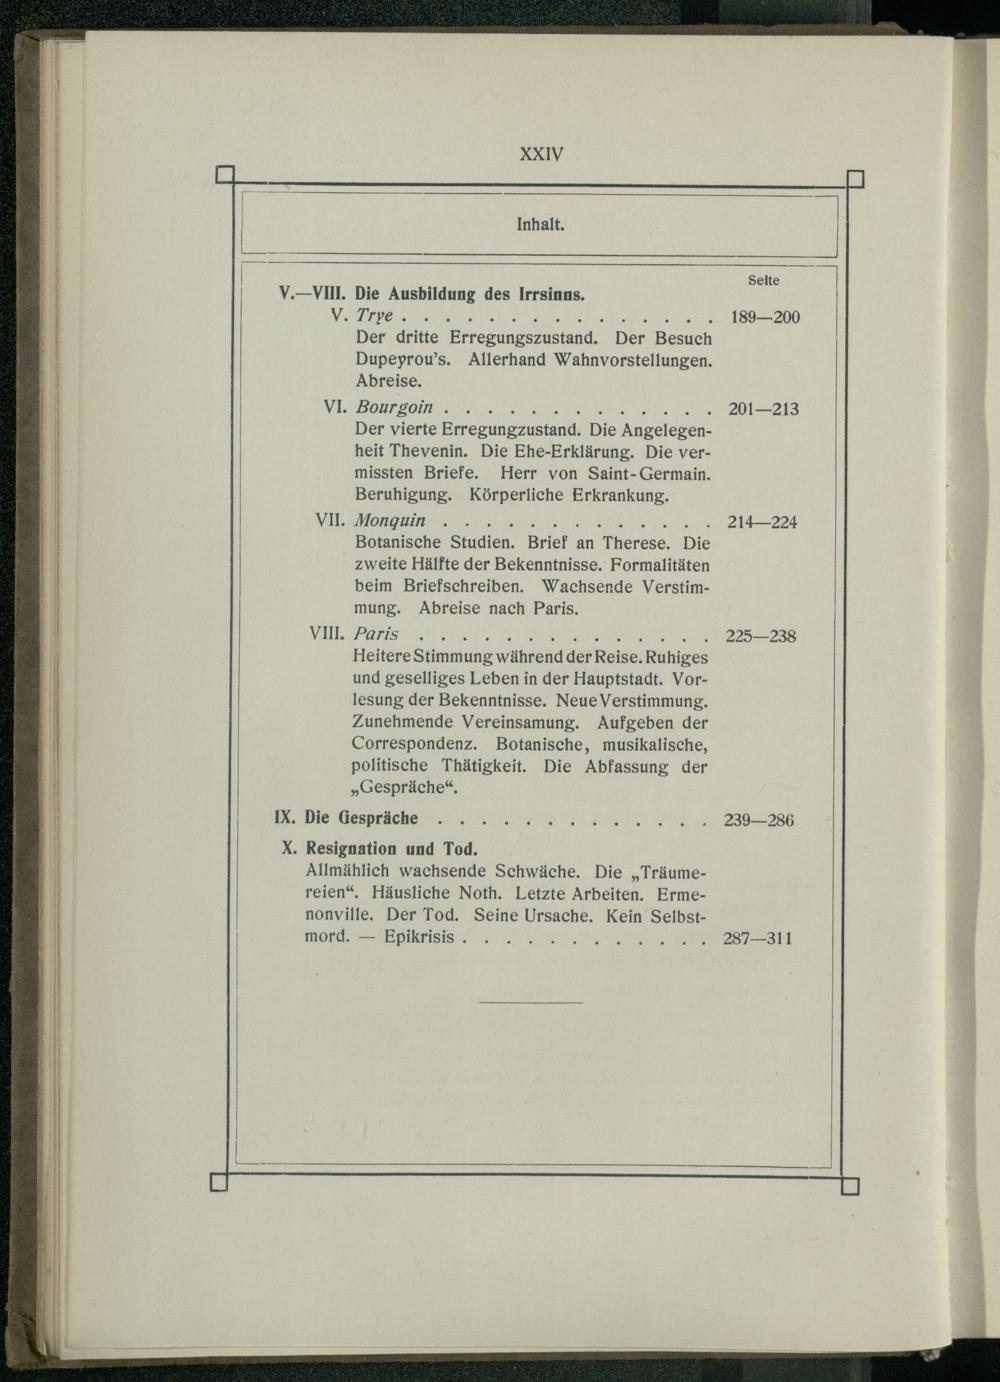 XXIV
Inhalt.
Seite
V.—VIII. Die Ausbildung des Irrsinns.
V. Trye . . . . . . . . . . . . . . . 189—200
Der dritte Erregungszustand. Der Besuch
Dupeyrou's. Allerhand Wahnvorstellungen.
Abreise.
VI. Bourgoin . . . . . . . . . . . . . 201—213
Der vierte Erregungzustand. Die Angelegen-
heit Thevenin. Die Ehe-Erklärung. Die ver-
missten Briefe. Herr von Saint-Germain.
Beruhigung. Körperliche Erkrankung.
VII. Monquin . . . . . . . . . . . . . 214—224
Botanische Studien. Brief an Therese. Die
zweite Hälfte der Bekenntnisse. Formalitäten
beim Briefschreiben. Wachsende Verstim-
mung. Abreise nach Paris.
VIII. Paris . . . . . . . . . . . . . . 225—238
Heitere Stimmung während der Reise. Ruhiges
und geselliges Leben in der Hauptstadt. Vor-
lesung der Bekenntnisse. Neue Verstimmung.
Zunehmende Vereinsamung. Aufgeben der
Correspondenz. Botanische, musikalische,
politische Thätigkeit. Die Abfassung der
„Gespräche“.
IX. Die Gespräche . . . . . . . . . . . . . 239—286
X. Resignation und Tod.
Allmählich wachsende Schwäche. Die „Träume-
reien“. Häusliche Noth. Letzte Arbeiten. Erme-
nonville. Der Tod. Seine Ursache. Kein Selbst-
mord. — Epikrisis . . . . . . . . . . . . 287—311